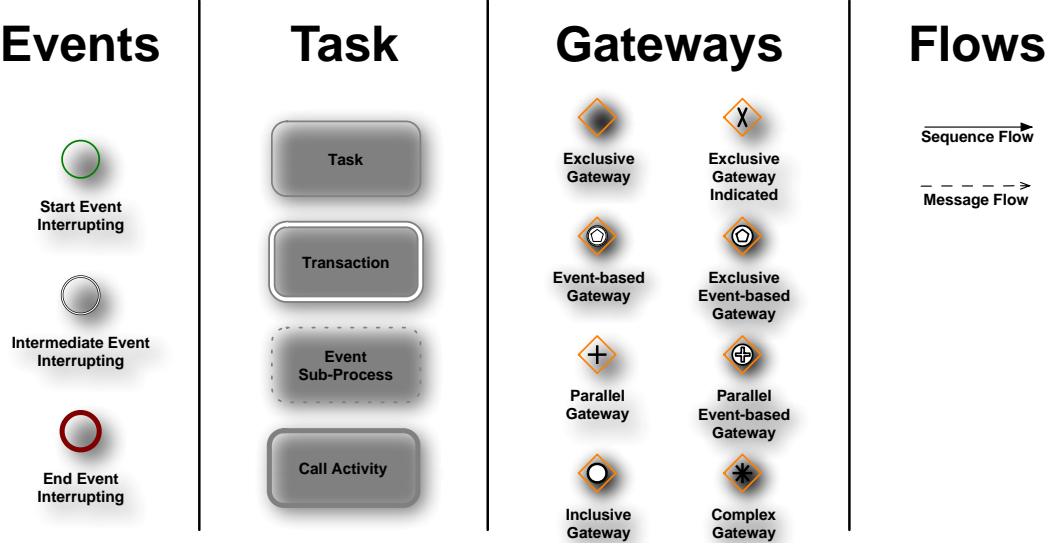 Events
Task
Gateways
Flows
Start Event
Interrupting
Intermediate Event
Interrupting
End Event
Interrupting
Task
Transaction
Event
Sub-Process
Call Activity
Exclusive
Gateway
Exclusive
Gateway
Indicated
Event-based
Gateway
Exclusive
Event-based
Gateway
Parallel
Gateway
Parallel
Event-based
Gateway
Inclusive
Gateway
Complex
Gateway
Sequence Flow
Message Flow